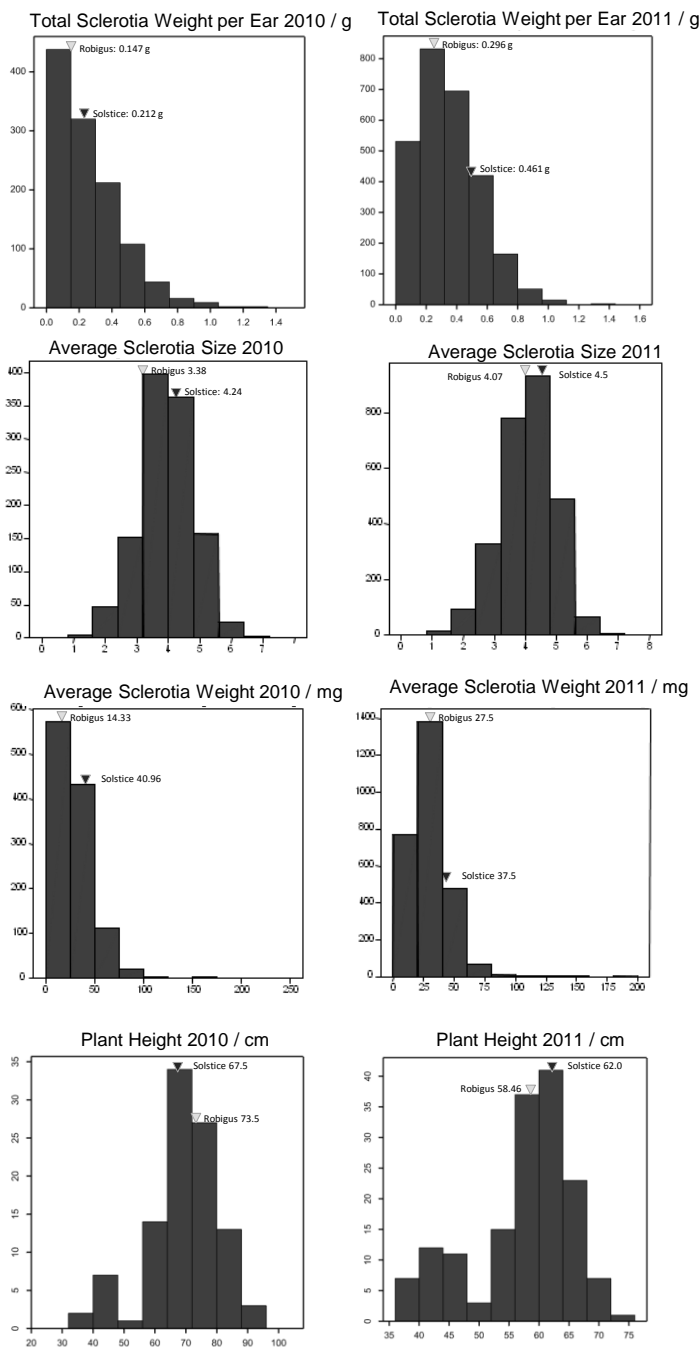 Total Sclerotia Weight per Ear 2010 / g
Robigus: 0.147 g
Solstice: 0.212 g
400
300
200
100
0
0.0 0.2 0.4 0.6 0.8 1.0 1.2 1.4
Total Sclerotia Weight per Ear 2011 / g
Robigus: 0.296 g
Solstice: 0.461 g
800
700
600
500
400
300
200
100
0
0.0 0.2 0.4 0.6 0.8 1.0 1.2 1.4 1.6
Average Sclerotia Size 2010
Robigus 3.38
Solstice: 4.24
400
350
300
250
200
150
100
50
0
0 1 2 3 4 5 6 7
Average Sclerotia Size 2011
Robigus 4.07
Solstice 4.5
800
600
400
200
0
0 1 2 3 4 5 6 7 8
Average Sclerotia Weight 2010 / mg
Robigus 14.33
Solstice 40.96
500
400
300
200
100
0
0 50 100 150 200 250
Average Sclerotia Weight 2011 / mg
Robigus 27.5
Solstice 37.5
1400
1200
1000
800
600
400
200
0
0 25 50 75 100 125 150 175 200
Plant Height 2010 / cm
Solstice 67.5
Robigus 73.5
35
30
25
20
15
10
5
0
20 30 40 50 60 70 80 90 100
Plant Height 2011 / cm
Solstice 62.0
Robigus 58.46
40
35
30
25
20
15
10
5
0
35 40 45 50 55 60 65 70 75